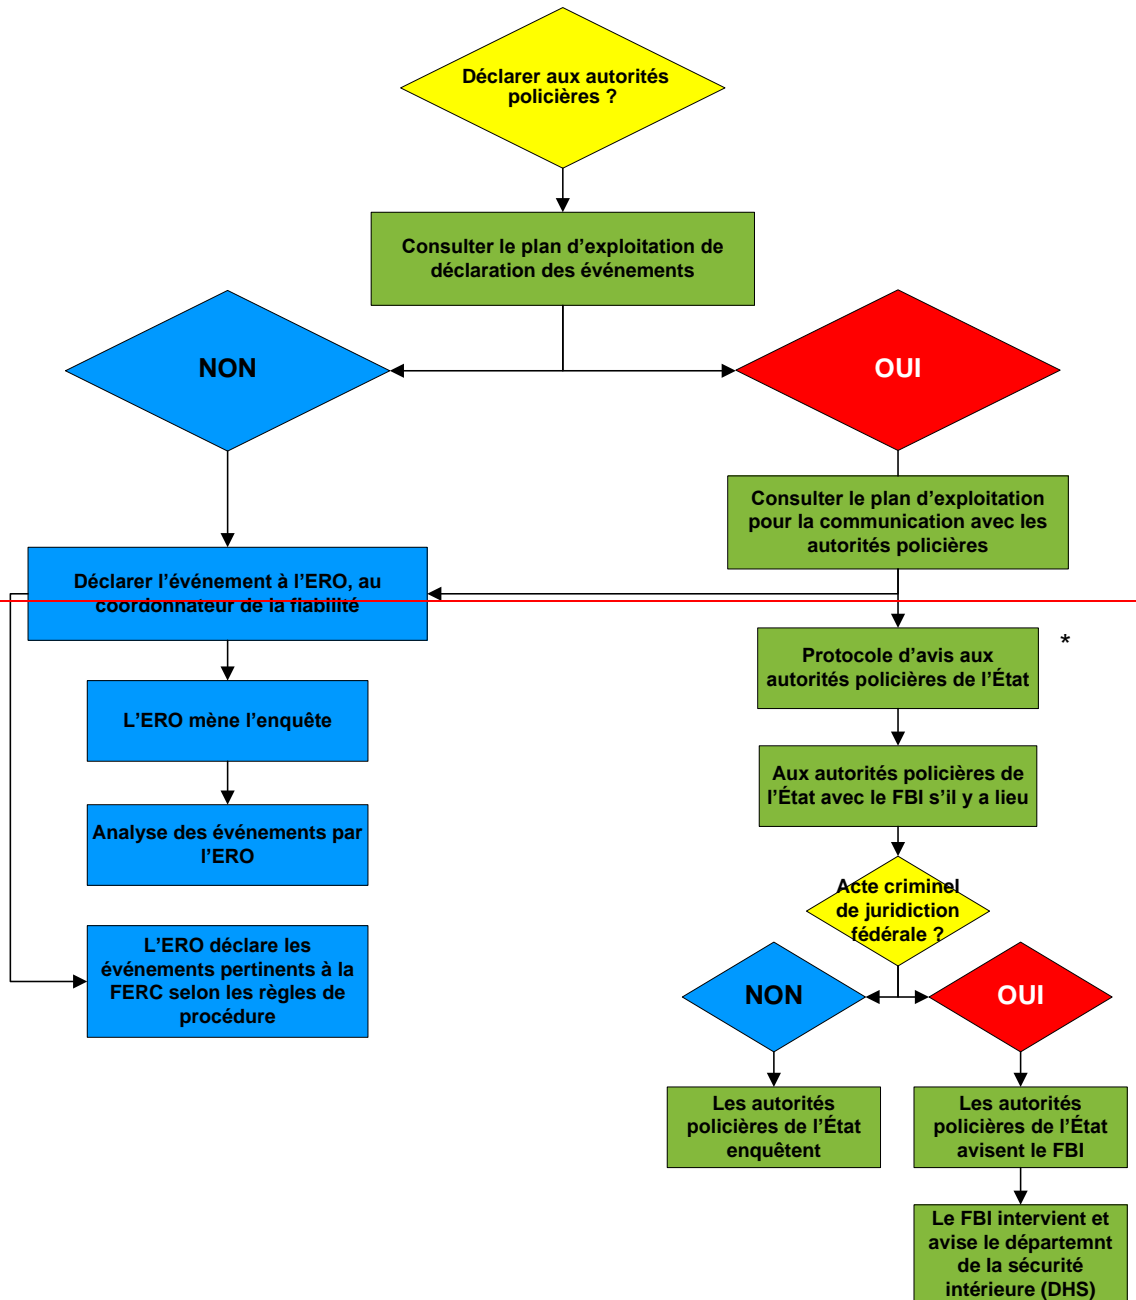 Déclarer aux autorités
policières ?
Consulter le plan d’exploitation de
déclaration des événements
NON
OUI
Consulter le plan d’exploitation
pour la communication avec les
autorités policières
Déclarer l’événement à l’ERO, au
coordonnateur de la fiabilité
Protocole d’avis aux
autorités policières de l’État
*
L’ERO mène l’enquête
Aux autorités policières de
l’État avec le FBI s’il y a lieu
Analyse des événements par
l’ERO
Acte criminel
de juridiction
fédérale ?
L’ERO déclare les
événements pertinents à la
FERC selon les règles de
procédure
NON
OUI
Les autorités
policières de l’État
enquêtent
Les autorités
policières de l’État
avisent le FBI
Le FBI intervient et
avise le départemnt
de la sécurité
intérieure (DHS)